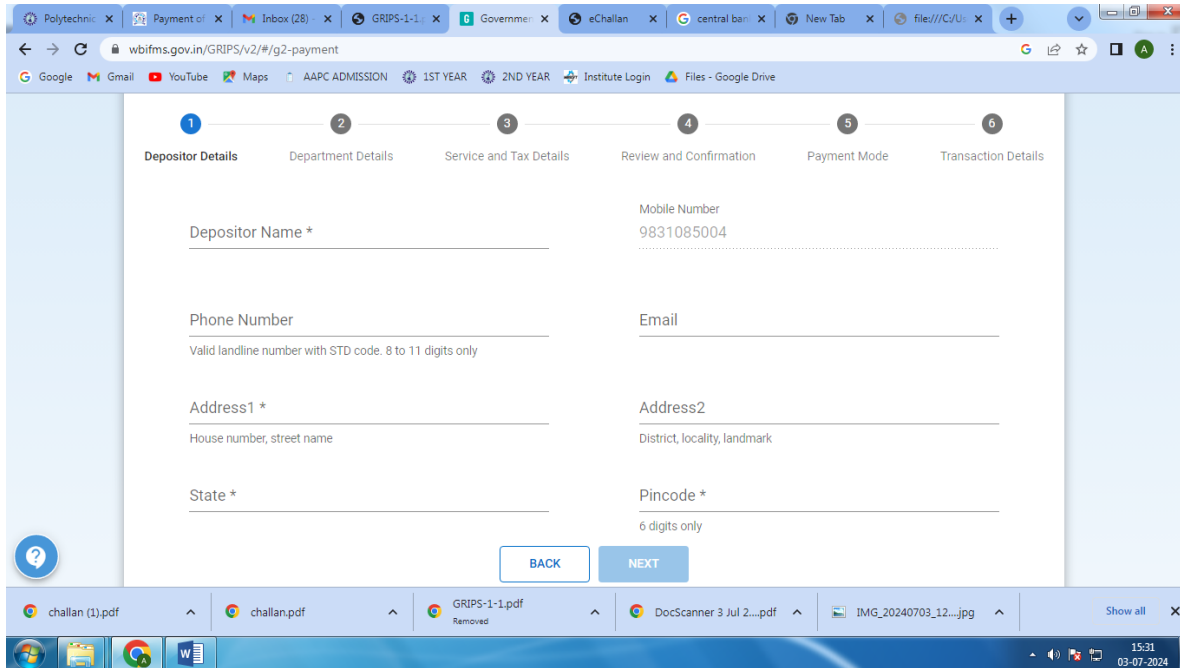 Polytechnic
Payment of
Inbox (28) -
GRIPS-1-1.p
Governmen
eChallan
central ban
New Tab
file:///C:/Us
wbifms.gov.in/GRIPS/v2/#/g2-payment
A
Google
Gmail
YouTube
Maps
AAPC ADMISSION
1ST YEAR
2ND YEAR
Institute Login
Files - Google Drive
1
2
3
4
5
6
Depositor Details
Department Details
Service and Tax Details
Review and Confirmation
Payment Mode
Transaction Details
Depositor Name *
Mobile Number
9831085004
Phone Number
Valid landline number with STD code. 8 to 11 digits only
Email
Address1 *
House number, street name
Address2
District, locality, landmark
State *
Pincode *
6 digits only
BACK
NEXT
challan (1).pdf
challan.pdf
GRIPS-1-1.pdf
Removed
DocScanner 3 Jul 2....pdf
IMG_20240703_12....jpg
Show all
15:31
03-07-2024